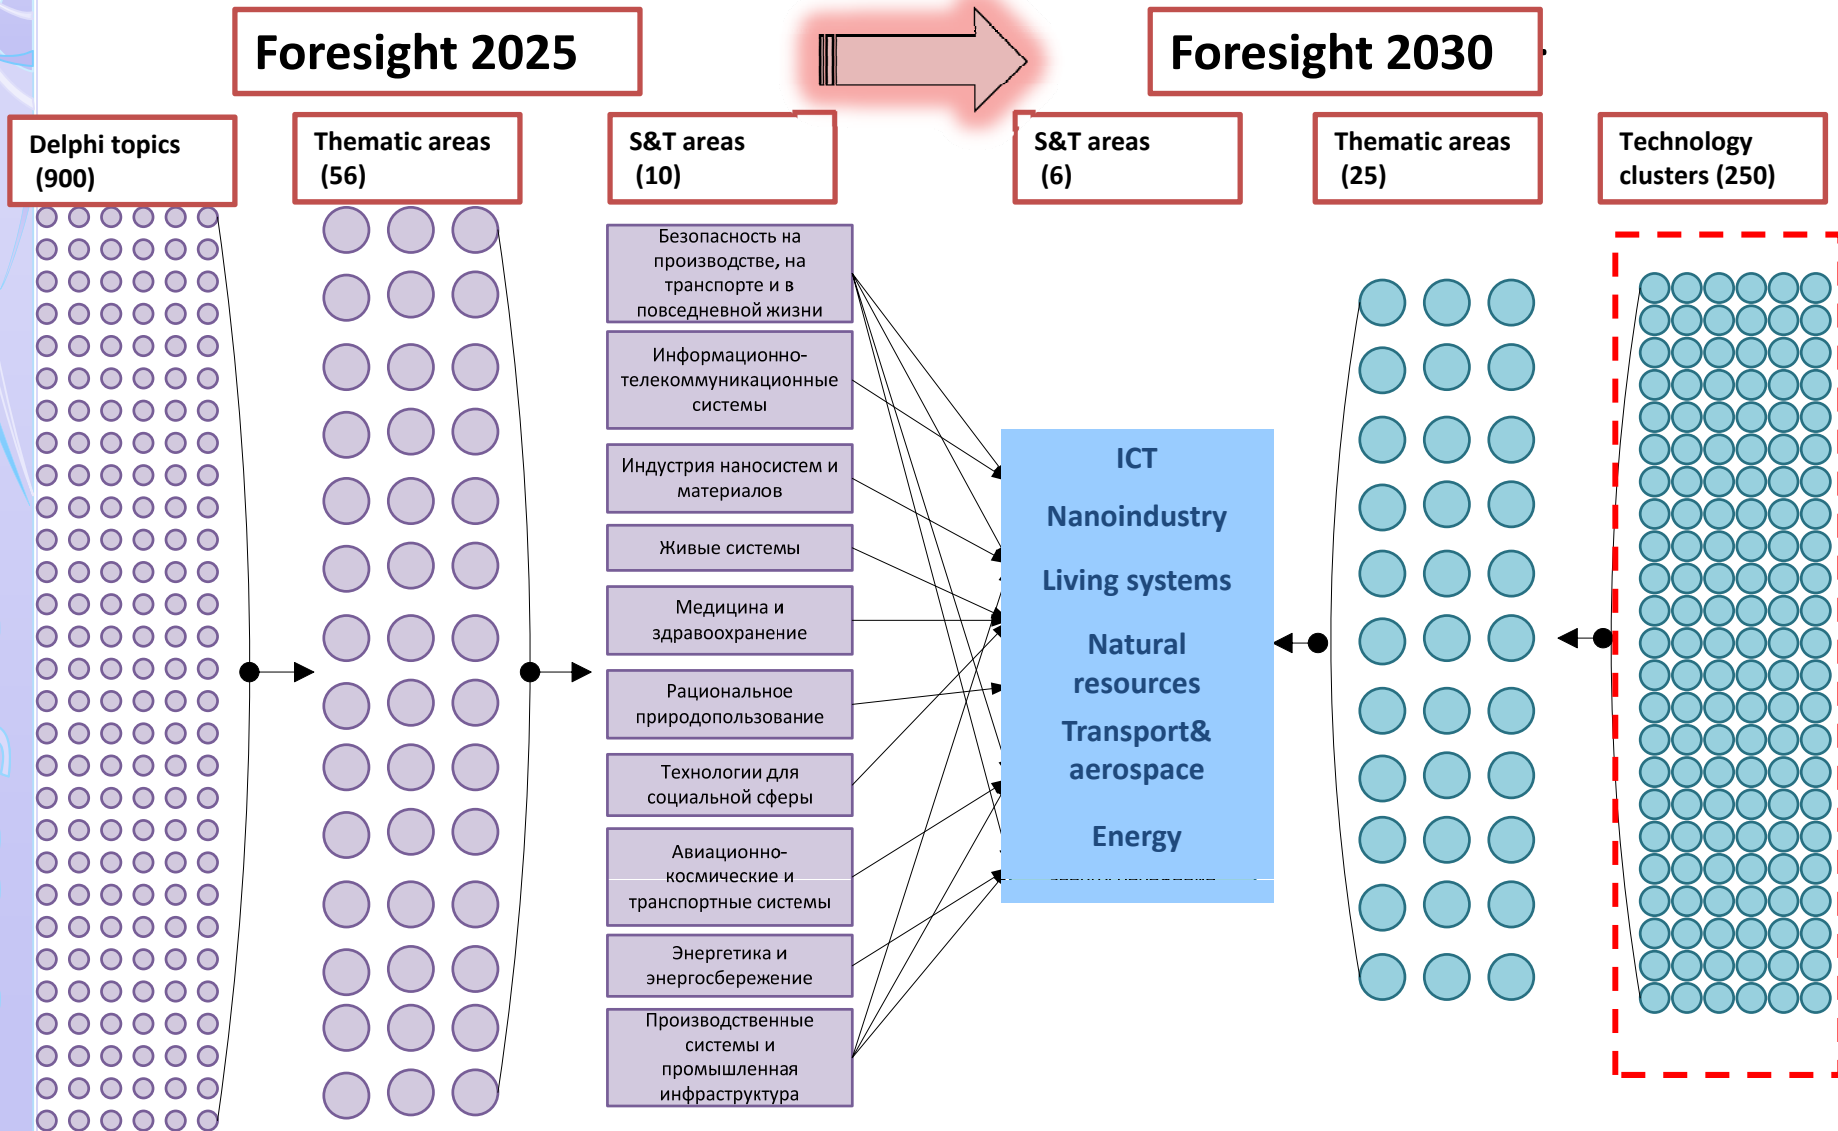 Foresight 2025
Foresight 2030
Delphi topics
(900)
Thematic areas
(56)
S&T areas
(10)
S&T areas
(6)
Thematic areas
(25)
Technology
clusters (250)
Безопасность на
производстве, на
транспорте и в
повседневной жизни
Информационно-
телекоммуникационные
системы
Индустрия наносистем и
материалов
Живые системы
Медицина и
здравоохранение
Рациональное
природопользование
Технологии для
социальной сферы
Авиационно-
космические и
транспортные системы
Энергетика и
энергосбережение
Производственные
системы и
промышленная
инфраструктура
ICT
Nanoindustry
Living systems
Natural
resources
Transport&
aerospace
Energy